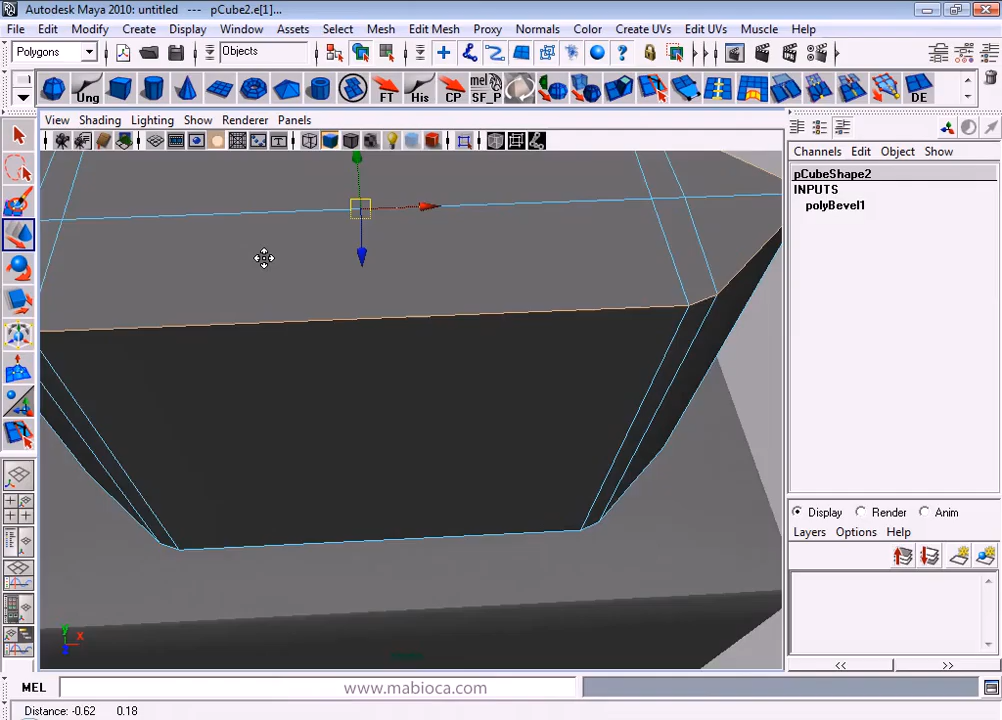 Autodesk Maya 2010: untitled --- pCube2.e[1]...
File Edit Modify Create Display Window Assets Select Mesh Edit Mesh Proxy Normals Color Create UVs Edit UVs Muscle Help
Polygons Objects
Ung FT His CP mel SF_P DE
View Shading Lighting Show Renderer Panels
Channels Edit Object Show
pCubeShape2
INPUTS
polyBevel1
y
x
Display Render Anim
Layers Options Help
<< >>
MEL www.mabioca.com
Distance: -0.62 0.18